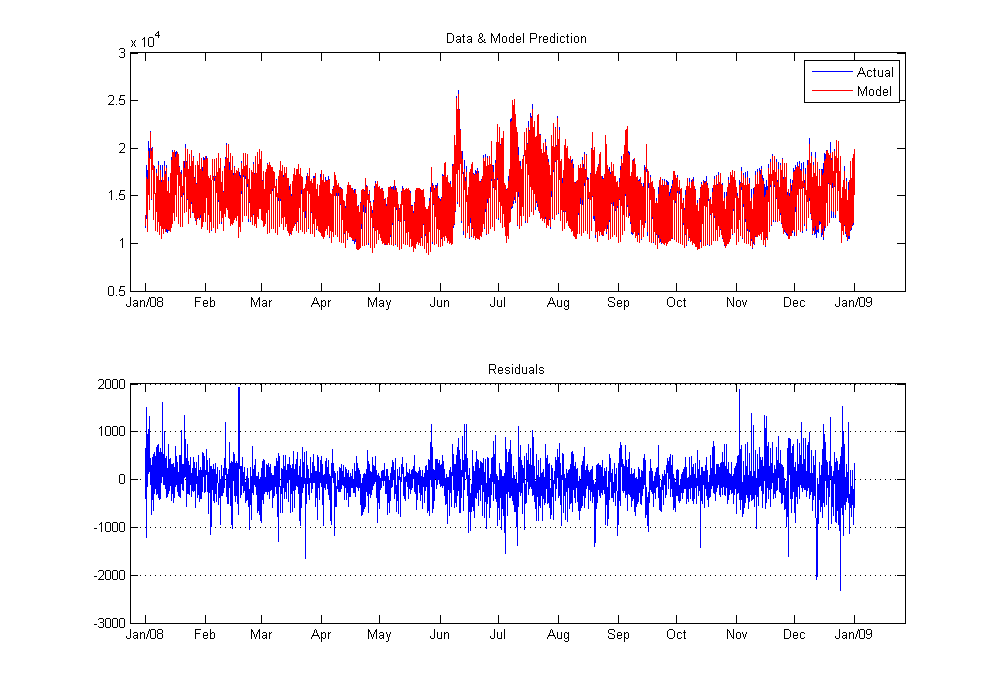 Data & Model Prediction
x 10^4
3
2.5
2
1.5
1
0.5
Actual
Model
Jan/08 Feb Mar Apr May Jun Jul Aug Sep Oct Nov Dec Jan/09
Residuals
2000
1000
0
-1000
-2000
-3000
Jan/08 Feb Mar Apr May Jun Jul Aug Sep Oct Nov Dec Jan/09